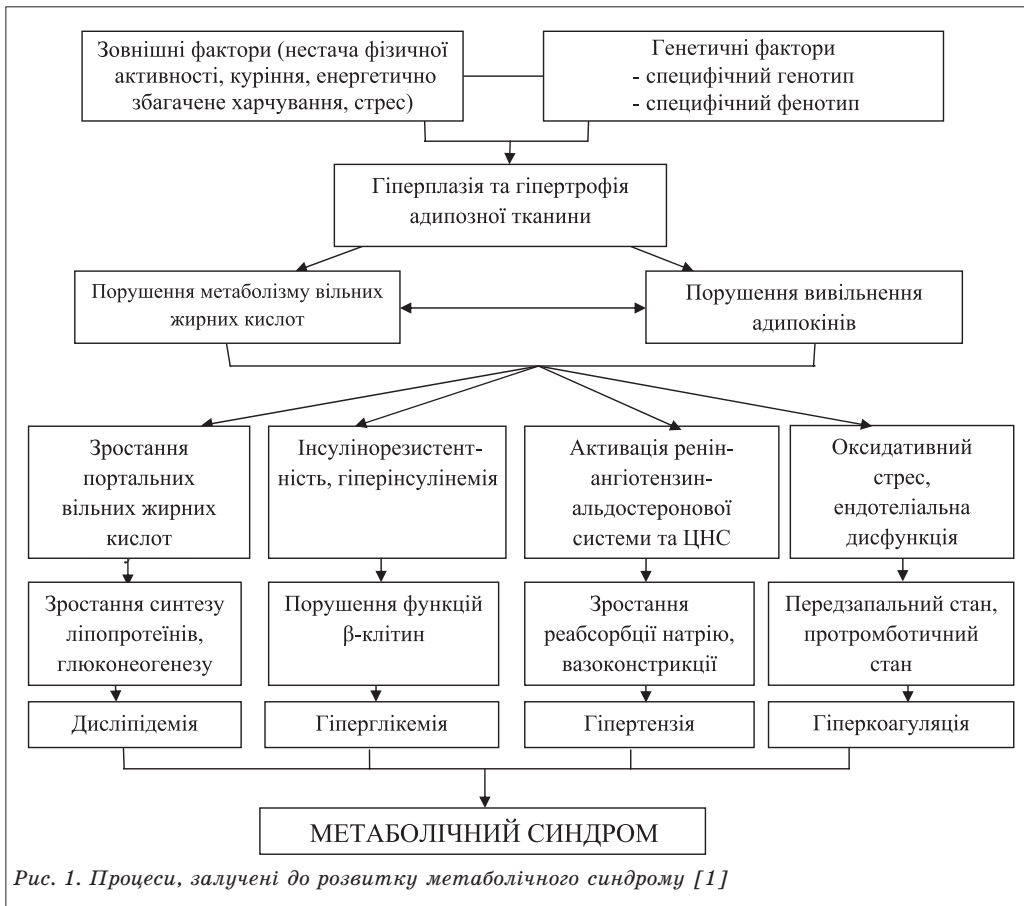 Зовнішні фактори (нестача фізичної
активності, куріння, енергетично
збагачене харчування, стрес)
Генетичні фактори
- специфічний генотип
- специфічний фенотип
Гіперплазія та гіпертрофія
адипозної тканини
Порушення метаболізму вільних
жирних кислот
Порушення вивільнення
адипокінів
Зростання
портальних
вільних жирних
кислот
Інсулінорезистент-
ність, гіперінсулінемія
Активація ренін-
ангіотензин-
альдостеронової
системи та ЦНС
Оксидативний
стрес,
ендотеліальна
дисфункція
Зростання синтезу
ліпопротеїнів,
глюконеогенезу
Порушення функцій
β-клітин
Зростання
реабсорбції натрію,
вазоконстрикції
Передзапальний стан,
протромботичний
стан
Дисліпідемія
Гіперглікемія
Гіпертензія
Гіперкоагуляція
МЕТАБОЛІЧНИЙ СИНДРОМ
Рис. 1. Процеси, залучені до розвитку метаболічного синдрому [1]